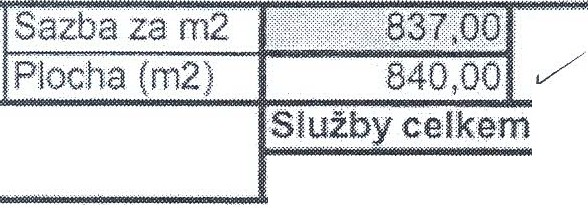 Sazba za m2 837,00
Plocha (m2) 840,00
Služby celkem